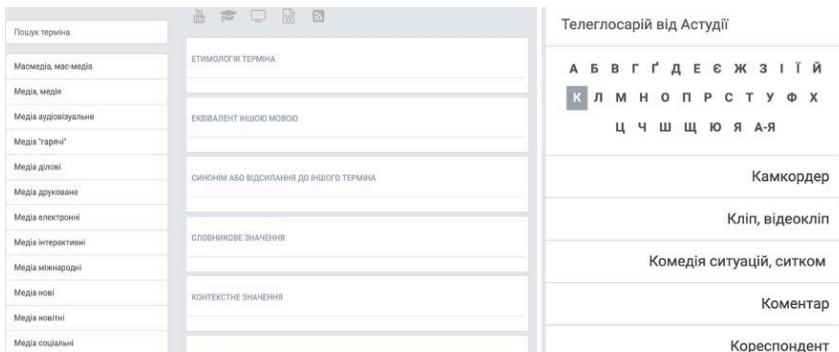 Пошук терміна
Масмедіа, мас-медіа
Медіа, медія
Медіа аудіовізуальне
Медіа "гарячі"
Медіа ділові
Медіа друковане
Медіа електронні
Медіа інтерактивні
Медіа міжнародні
Медіа нові
Медіа новітні
Медіа соціальні
ЕТИМОЛОГІЯ ТЕРМІНА
ЕКВІВАЛЕНТ ІНШОЮ МОВОЮ
СИНОНІМ АБО ВІДСИЛАННЯ ДО ІНШОГО ТЕРМІНА
СЛОВНИКОВЕ ЗНАЧЕННЯ
КОНТЕКСТНЕ ЗНАЧЕННЯ
Телеглосарій від Астудії
А Б В Г Ґ Д Е Є Ж З І Ї Й
К Л М Н О П Р С Т У Ф Х
Ц Ч Ш Щ Ю Я А-Я
Камкордер
Кліп, відеокліп
Комедія ситуацій, ситком
Коментар
Кореспондент